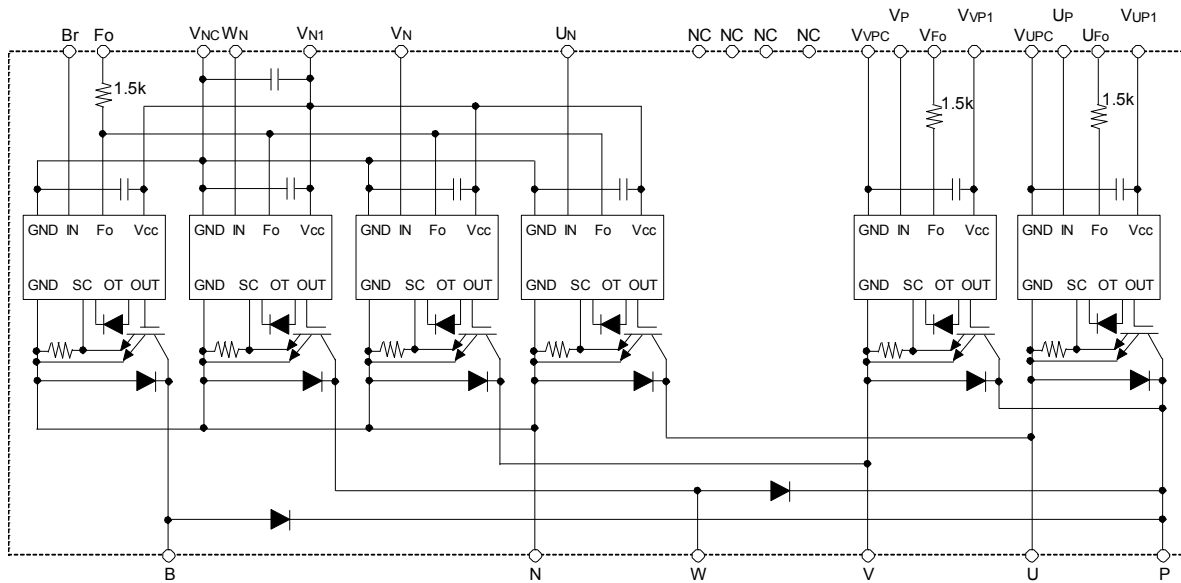 Br Fo VNC WN VN1 VN UN NC NC NC NC VVPC VP VFo VVP1 VUPC UP UFo VUP1
1.5k 1.5k 1.5k
GND IN Fo Vcc GND IN Fo Vcc GND IN Fo Vcc GND IN Fo Vcc GND IN Fo Vcc GND IN Fo Vcc
GND SC OT OUT GND SC OT OUT GND SC OT OUT GND SC OT OUT GND SC OT OUT GND SC OT OUT
B N W V U P